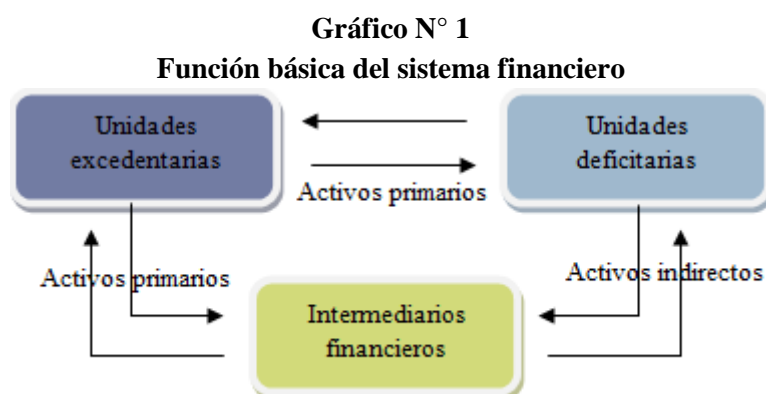 Gráfico N° 1
Función básica del sistema financiero
Unidades
excedentarias
Unidades
deficitarias
Activos primarios
Activos primarios
Activos indirectos
Intermediarios
financieros